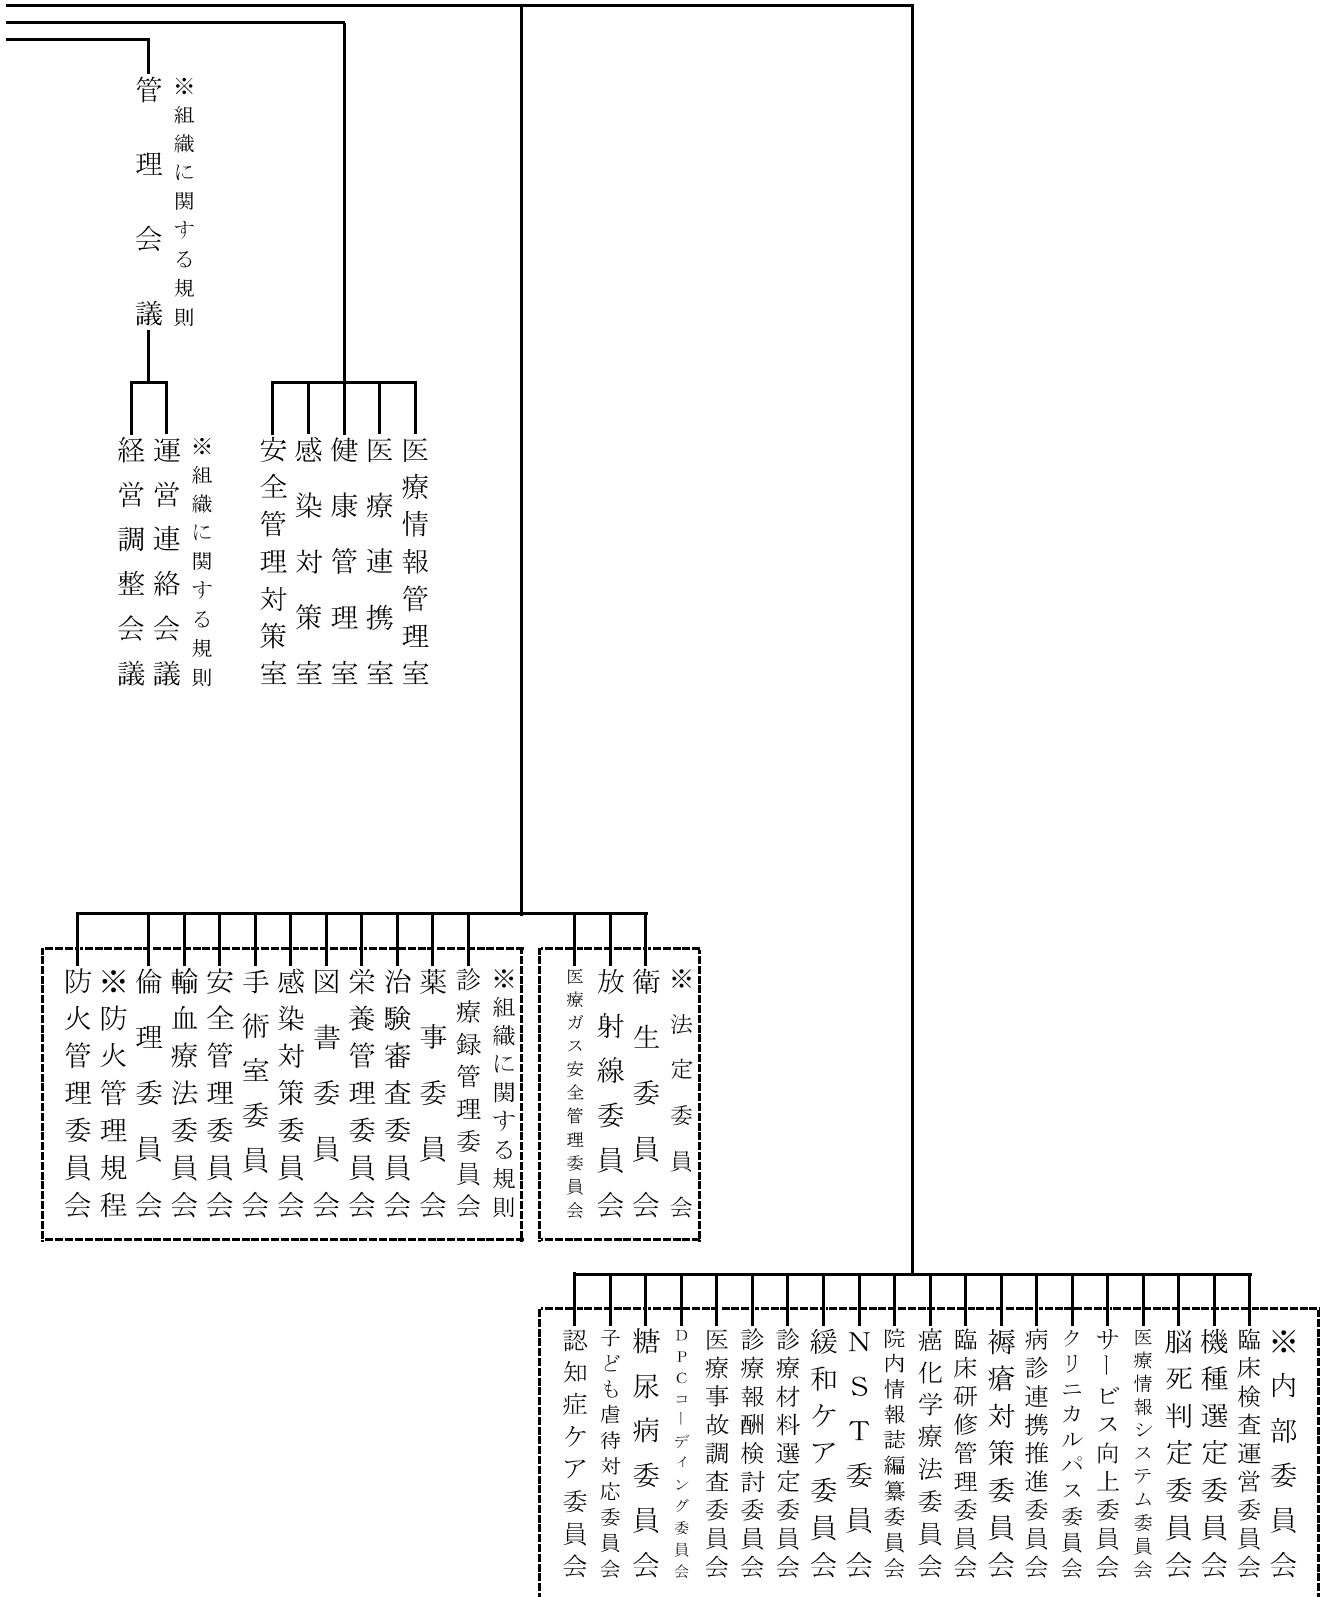 ※組織に関する規則
管理会議
医療情報管理室
医療連携室
健康管理室
感染対策室
安全管理対策室
※組織に関する規則
運営連絡会議
経営調整会議
※法定委員会
衛生委員会
放射線委員会
医療ガス安全管理委員会
※組織に関する規則
診療録管理委員会
薬事委員会
治験審査委員会
栄養管理委員会
図書委員会
感染対策委員会
手術室委員会
安全管理委員会
輸血療法委員会
倫理委員会
※防火管理規程
防火管理委員会
※内部委員会
臨床検査運営委員会
機種選定委員会
脳死判定委員会
医療情報システム委員会
サービス向上委員会
クリニカルパス委員会
病診連携推進委員会
褥瘡対策委員会
臨床研修管理委員会
癌化学療法委員会
院内情報誌編纂委員会
NST委員会
緩和ケア委員会
診療材料選定委員会
診療報酬検討委員会
医療事故調査委員会
DPCコーディング委員会
糖尿病委員会
子ども虐待対応委員会
認知症ケア委員会